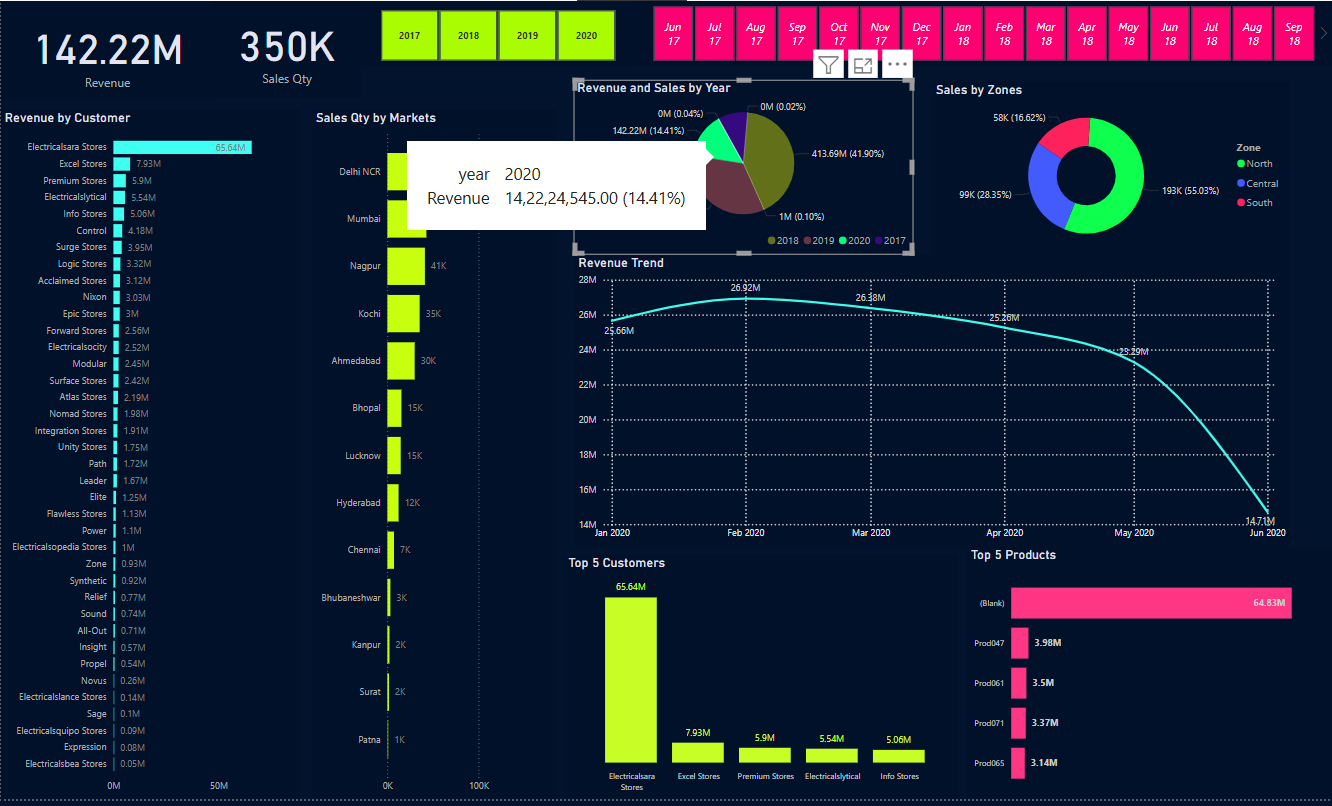 142.22M
Revenue
350K
Sales Qty
2017 2018 2019 2020
Jun 17 Jul 17 Aug 17 Sep 17 Oct 17 Nov 17 Dec 17 Jan 18 Feb 18 Mar 18 Apr 18 May 18 Jun 18 Jul 18 Aug 18 Sep 18
Revenue by Customer
Electricalsara Stores 65.64M
Excel Stores 7.93M
Premium Stores 5.9M
Electricalslytical 5.54M
Info Stores 5.06M
Control 4.18M
Surge Stores 3.95M
Logic Stores 3.32M
Acclaimed Stores 3.12M
Nixon 3.03M
Epic Stores 3M
Forward Stores 2.56M
Electricalsocity 2.52M
Modular 2.45M
Surface Stores 2.42M
Atlas Stores 2.19M
Nomad Stores 1.98M
Integration Stores 1.91M
Unity Stores 1.75M
Path 1.72M
Leader 1.67M
Elite 1.25M
Flawless Stores 1.13M
Power 1.1M
Electricalsopedia Stores 1M
Zone 0.93M
Synthetic 0.92M
Relief 0.77M
Sound 0.74M
All-Out 0.71M
Insight 0.57M
Propel 0.54M
Novus 0.26M
Electricalslance Stores 0.14M
Sage 0.1M
Electricalsquipo Stores 0.09M
Expression 0.08M
Electricalsbea Stores 0.05M
0M 50M
Sales Qty by Markets
Delhi NCR
Mumbai
Nagpur 41K
Kochi 35K
Ahmedabad 30K
Bhopal 15K
Lucknow 15K
Hyderabad 12K
Chennai 7K
Bhubaneshwar 3K
Kanpur 2K
Surat 2K
Patna 1K
0K 100K
Revenue and Sales by Year
0M (0.02%)
0M (0.04%)
142.22M (14.41%)
413.69M (41.90%)
1M (0.10%)
year 2020
Revenue 14,22,24,545.00 (14.41%)
2018 2019 2020 2017
Sales by Zones
58K (16.62%)
99K (28.35%)
193K (55.03%)
Zone
North
Central
South
Revenue Trend
28M
26M
24M
22M
20M
18M
16M
14M
25.66M
26.92M
26.38M
25.26M
23.29M
14.71M
Jan 2020 Feb 2020 Mar 2020 Apr 2020 May 2020 Jun 2020
Top 5 Customers
65.64M
7.93M
5.9M
5.54M
5.06M
Electricalsara Stores
Excel Stores
Premium Stores
Electricalslytical
Info Stores
Top 5 Products
(Blank) 64.83M
Prod047 3.98M
Prod061 3.5M
Prod071 3.37M
Prod065 3.14M